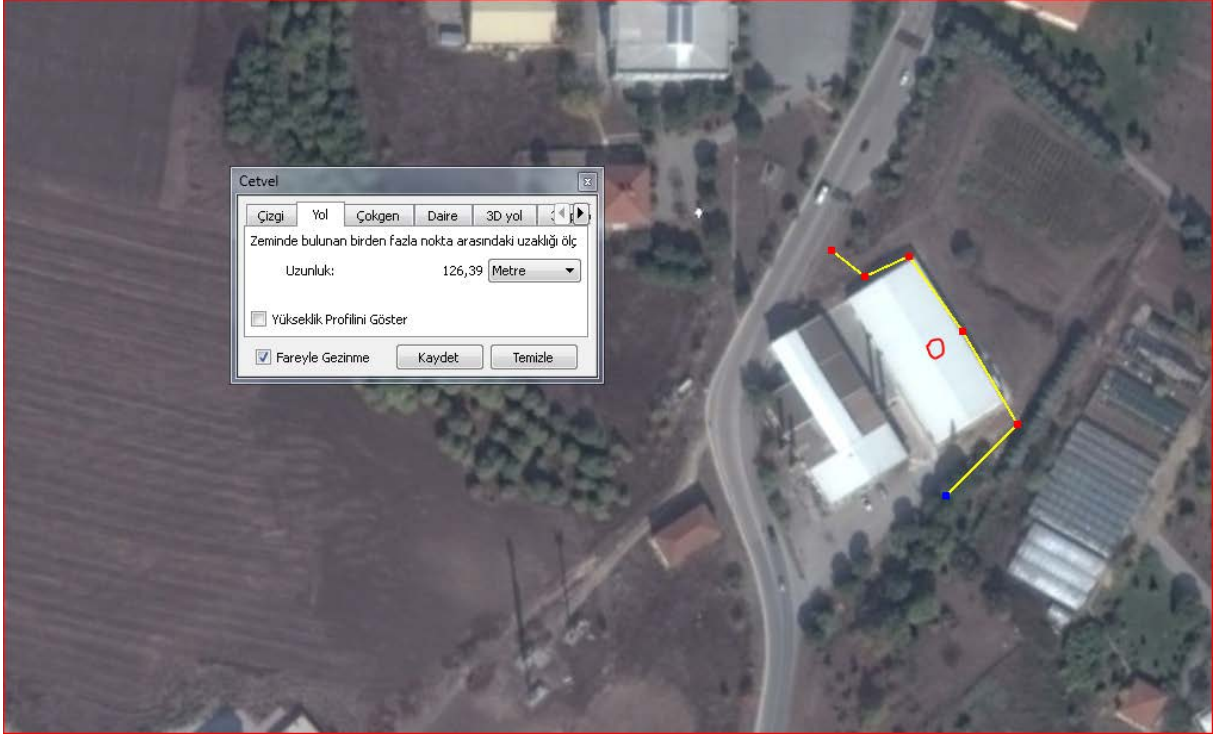 Cetvel
Çizgi Yol Çokgen Daire 3D yol
Zeminde bulunan birden fazla nokta arasındaki uzaklığı ölç
Uzunluk: 126,39 Metre
Yükseklik Profilini Göster
Fareyle Gezinme Kaydet Temizle